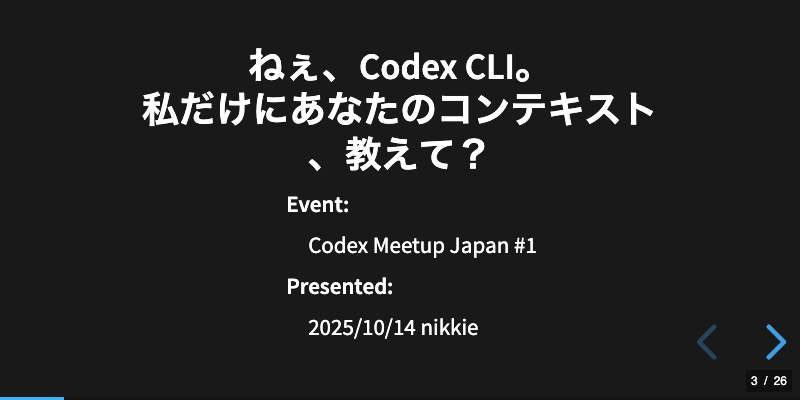 ねぇ、Codex CLI。
私だけにあなたのコンテキスト
、教えて？
Event:
Codex Meetup Japan #1
Presented:
2025/10/14 nikkie
3 / 26